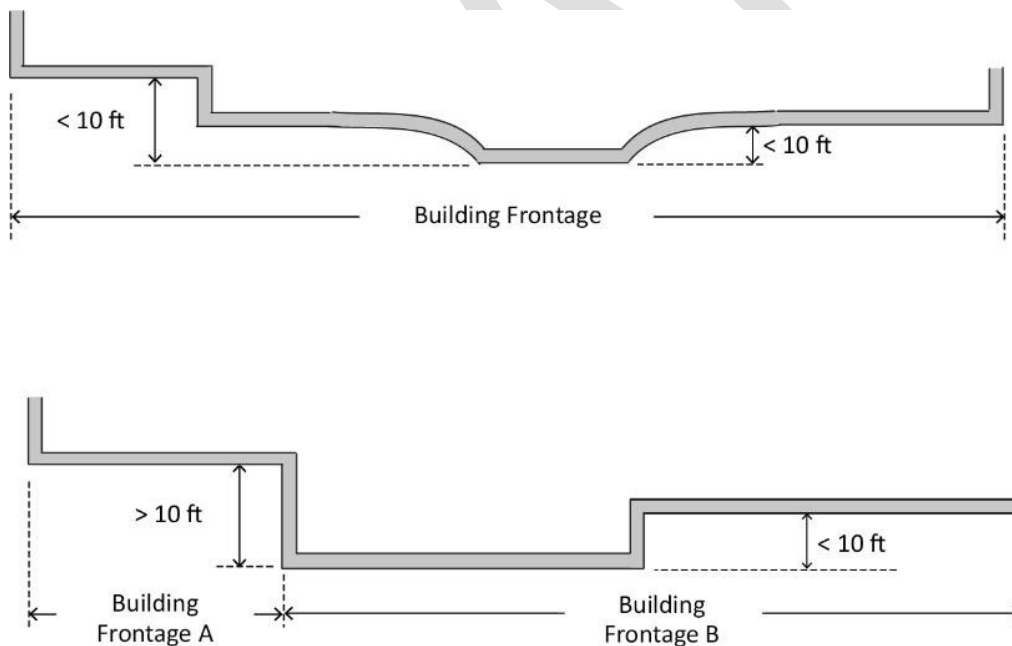 < 10 ft
< 10 ft
Building Frontage
> 10 ft
< 10 ft
Building
Frontage A
Building
Frontage B